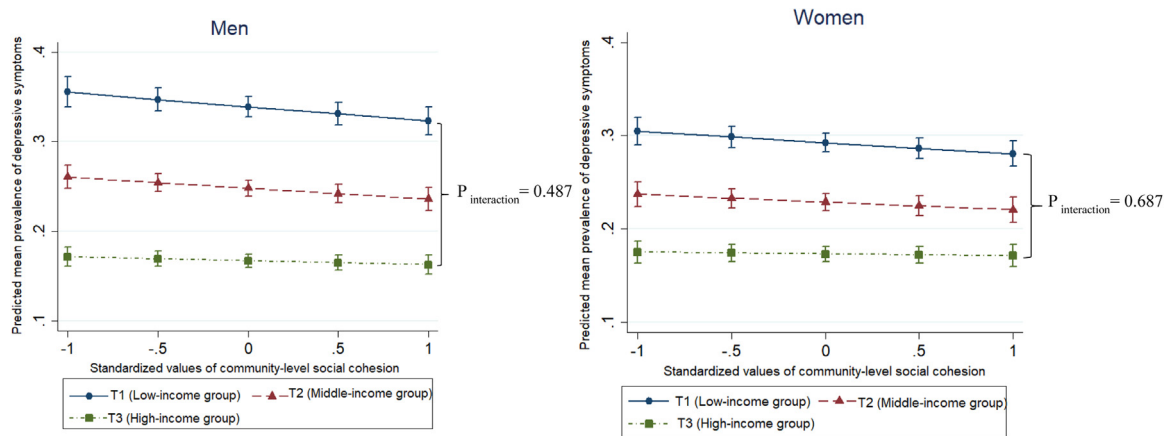 Men
Predicted mean prevalence of depressive symptoms
.4
.3
.2
.1
-1 -.5 0 .5 1
Standardized values of community-level social cohesion
P interaction = 0.487
T1 (Low-income group) T2 (Middle-income group)
T3 (High-income group)
Women
Predicted mean prevalence of depressive symptoms
.4
.3
.2
.1
-1 -.5 0 .5 1
Standardized values of community-level social cohesion
P interaction = 0.687
T1 (Low-income group) T2 (Middle-income group)
T3 (High-income group)